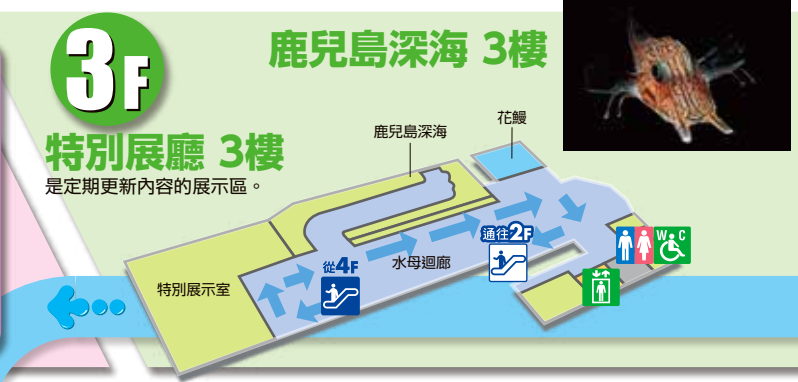 3F
鹿兒島深海 3樓
特別展廳 3樓
是定期更新內容的展示區。
鹿兒島深海
花鰻
通往2F
WC
從4F
水母迴廊
特別展示室